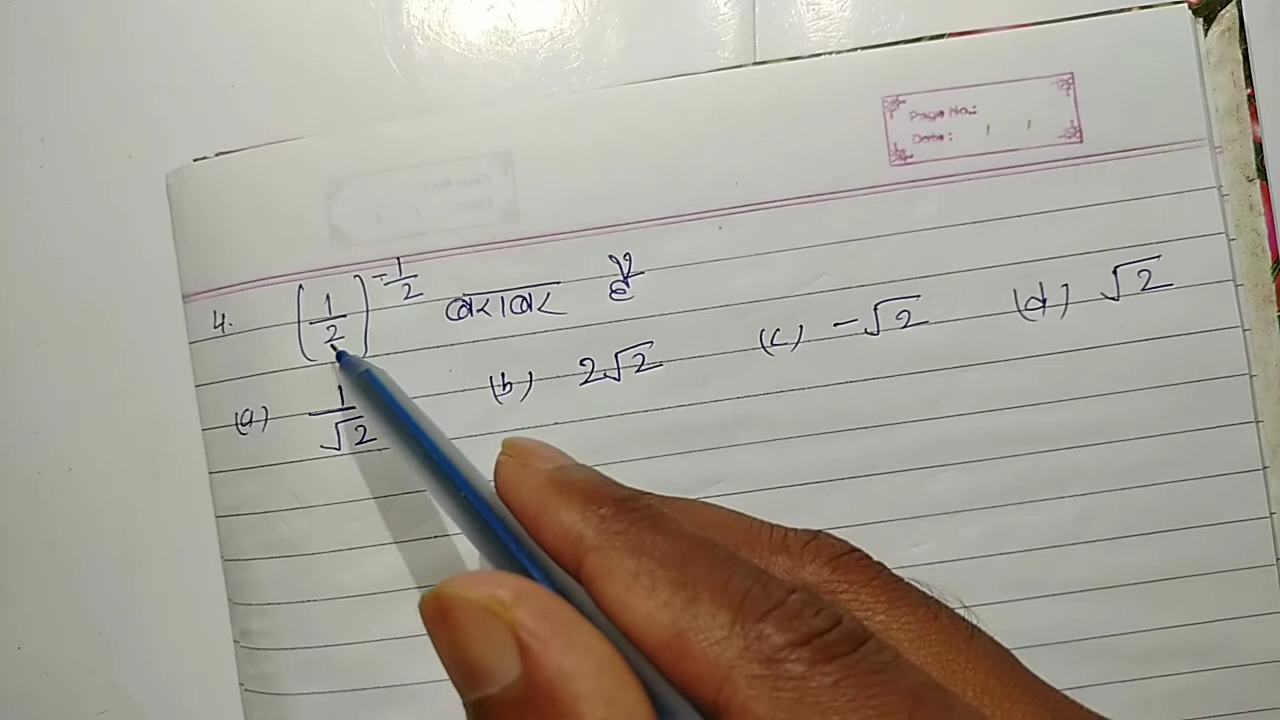 Page No.:
Date: / /
4. (1/2)^-1/2 बराबर है
(a) 1/√2 (b) 2√2 (c) -√2 (d) √2